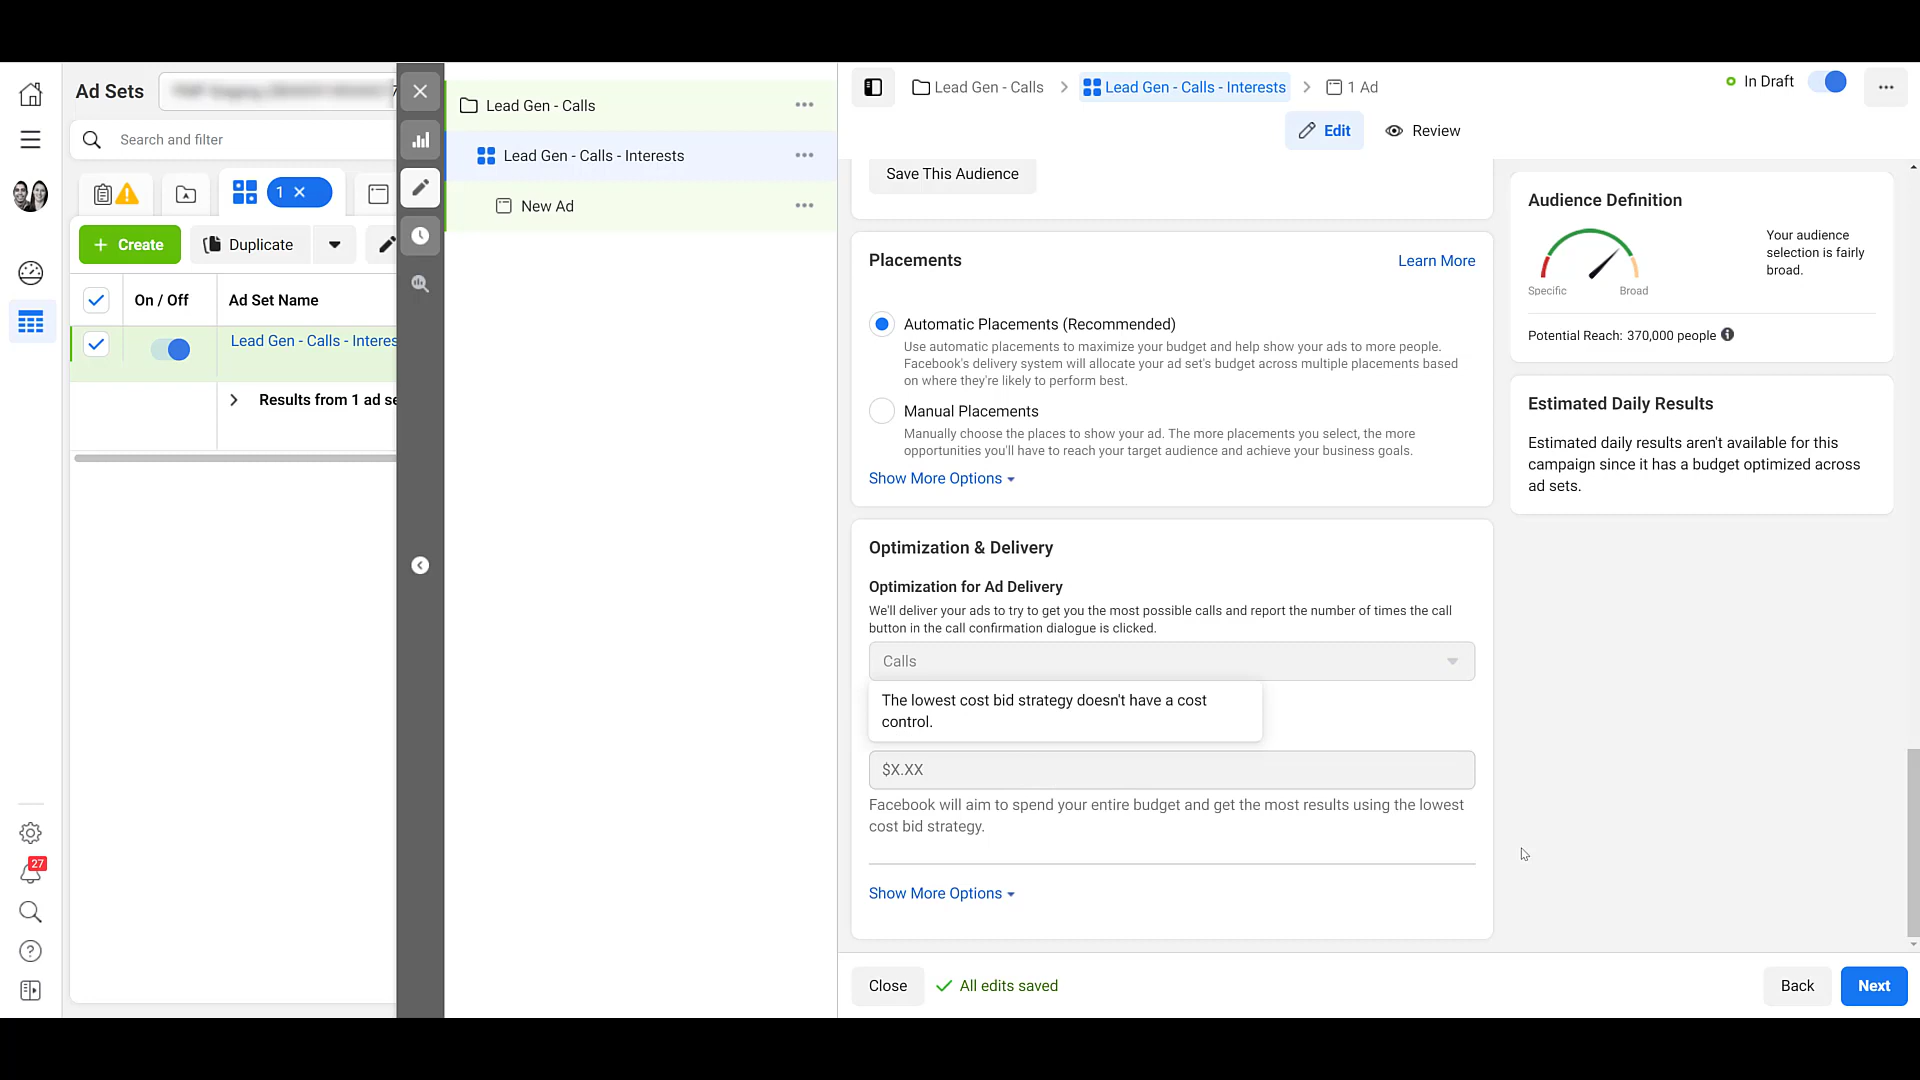 Ad Sets
Search and filter
1
Create
Duplicate
On / Off
Ad Set Name
Lead Gen - Calls - Interes
Results from 1 ad se
27
Lead Gen - Calls
Lead Gen - Calls - Interests
New Ad
Lead Gen - Calls
Lead Gen - Calls - Interests
1 Ad
In Draft
Edit
Review
Save This Audience
Placements
Learn More
Automatic Placements (Recommended)
Use automatic placements to maximize your budget and help show your ads to more people.
Facebook's delivery system will allocate your ad set's budget across multiple placements based
on where they're likely to perform best.
Manual Placements
Manually choose the places to show your ad. The more placements you select, the more
opportunities you'll have to reach your target audience and achieve your business goals.
Show More Options
Optimization & Delivery
Optimization for Ad Delivery
We'll deliver your ads to try to get you the most possible calls and report the number of times the call
button in the call confirmation dialogue is clicked.
Calls
The lowest cost bid strategy doesn't have a cost
control.
$X.XX
Facebook will aim to spend your entire budget and get the most results using the lowest
cost bid strategy.
Show More Options
Close
All edits saved
Back
Next
Audience Definition
Specific
Broad
Your audience
selection is fairly
broad.
Potential Reach: 370,000 people
Estimated Daily Results
Estimated daily results aren't available for this
campaign since it has a budget optimized across
ad sets.